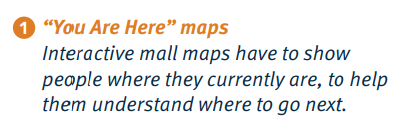 1 “You Are Here” maps
Interactive mall maps have to show
people where they currently are, to help
them understand where to go next.